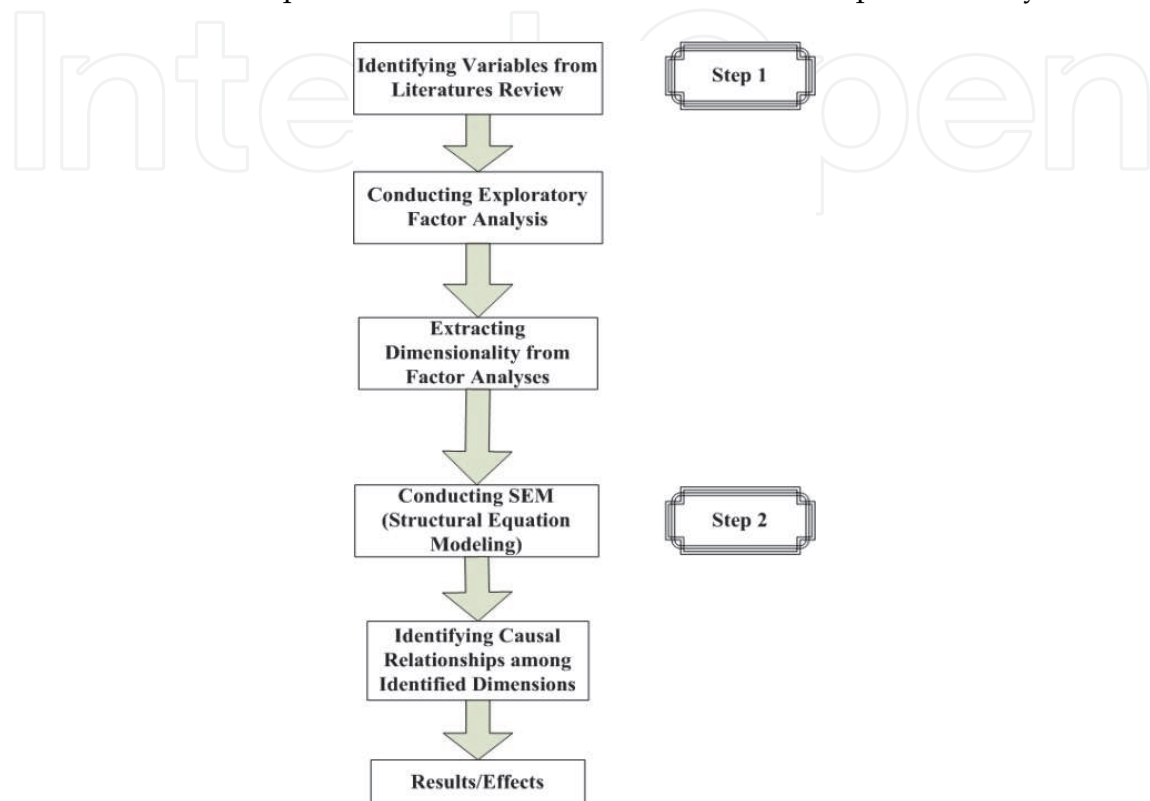 Identifying Variables from
Literatures Review
Step 1
Conducting Exploratory
Factor Analysis
Extracting
Dimensionality from
Factor Analyses
Conducting SEM
(Structural Equation
Modeling)
Step 2
Identifying Causal
Relationships among
Identified Dimensions
Results/Effects